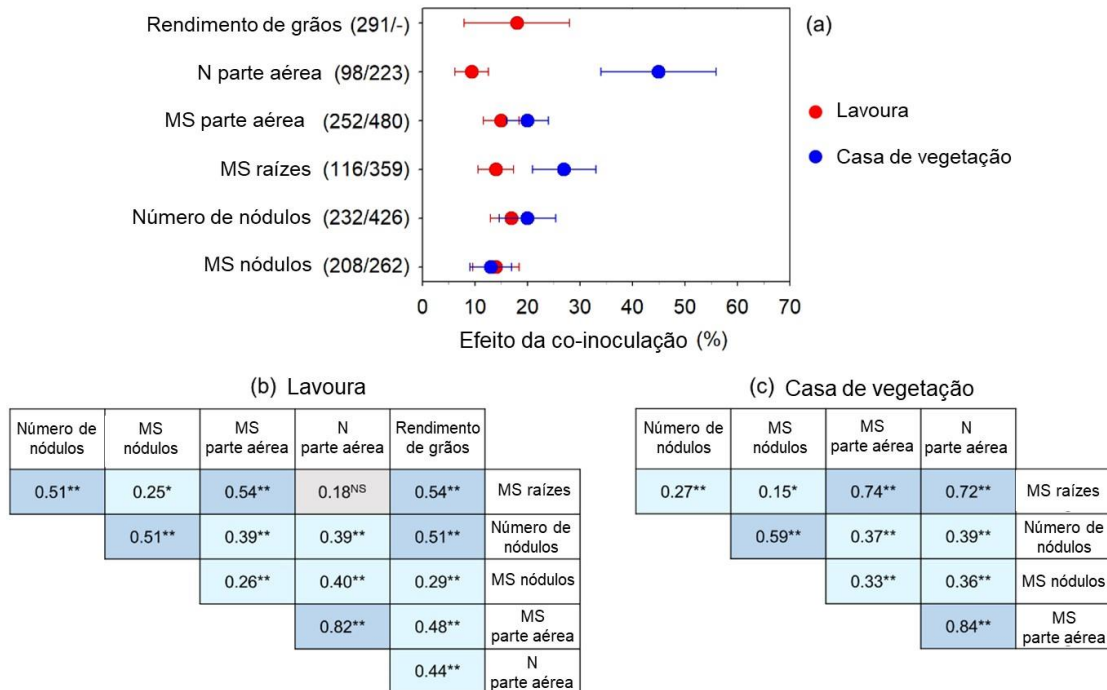 (a)
Rendimento de grãos (291/-)
N parte aérea (98/223)
MS parte aérea (252/480)
MS raízes (116/359)
Número de nódulos (232/426)
MS nódulos (208/262)
Lavoura
Casa de vegetação
0 10 20 30 40 50 60 70
Efeito da co-inoculação (%)
(b) Lavoura
Número de MS MS N Rendimento
nódulos nódulos parte aérea parte aérea de grãos
0.51** 0.25* 0.54** 0.18NS 0.54** MS raízes
0.51** 0.39** 0.39** 0.51** Número de
nódulos
0.26** 0.40** 0.29** MS nódulos
0.82** 0.48** MS
parte aérea
0.44** N
parte aérea
(c) Casa de vegetação
Número de MS MS N
nódulos nódulos parte aérea parte aérea
0.27** 0.15* 0.74** 0.72** MS raízes
0.59** 0.37** 0.39** Número de
nódulos
0.33** 0.36** MS nódulos
0.84** MS
parte aérea